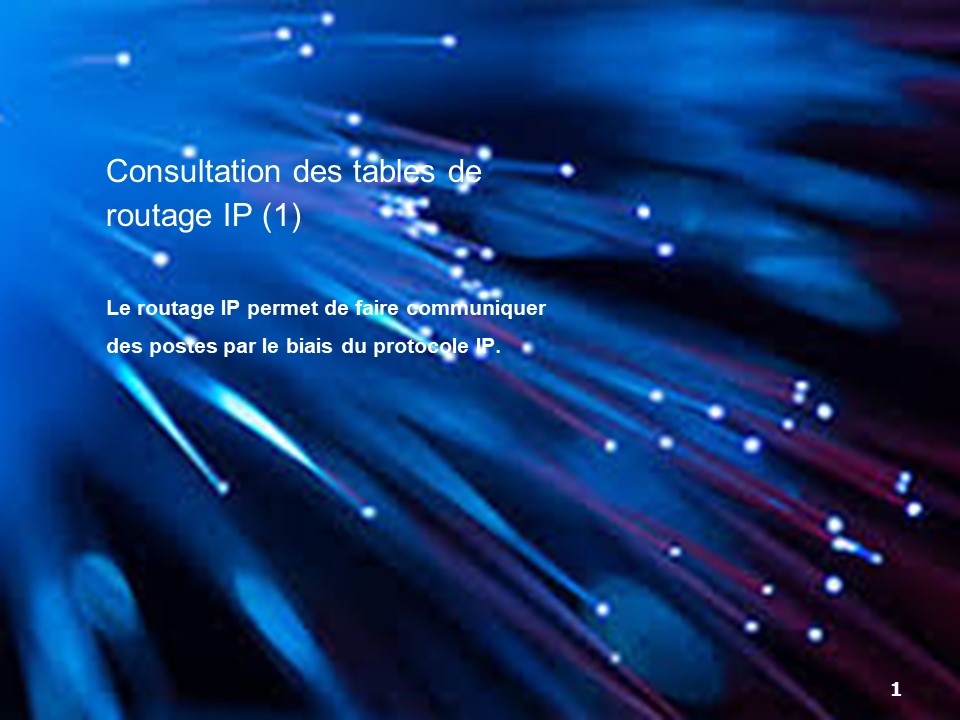 Consultation des tables de
routage IP (1)
Le routage IP permet de faire communiquer
des postes par le biais du protocole IP.
1